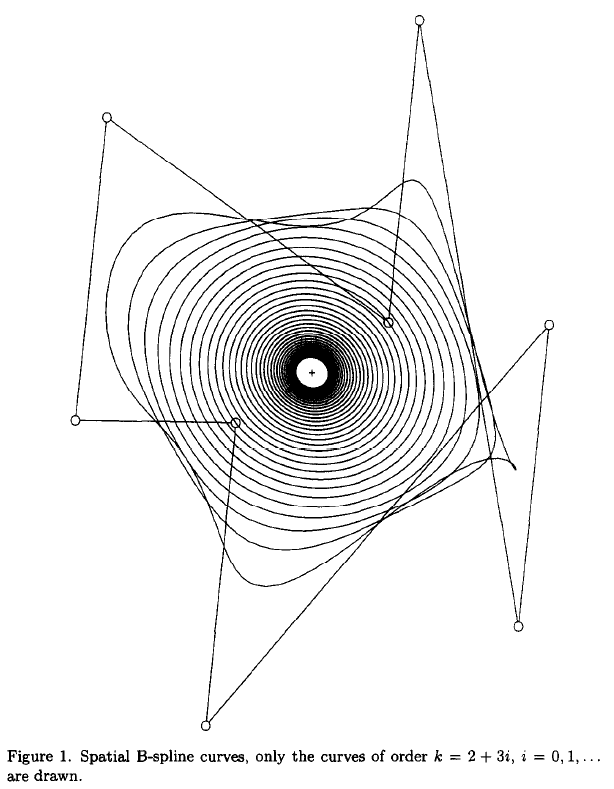 Figure 1. Spatial B-spline curves, only the curves of order k = 2 + 3i, i = 0, 1, ...
are drawn.